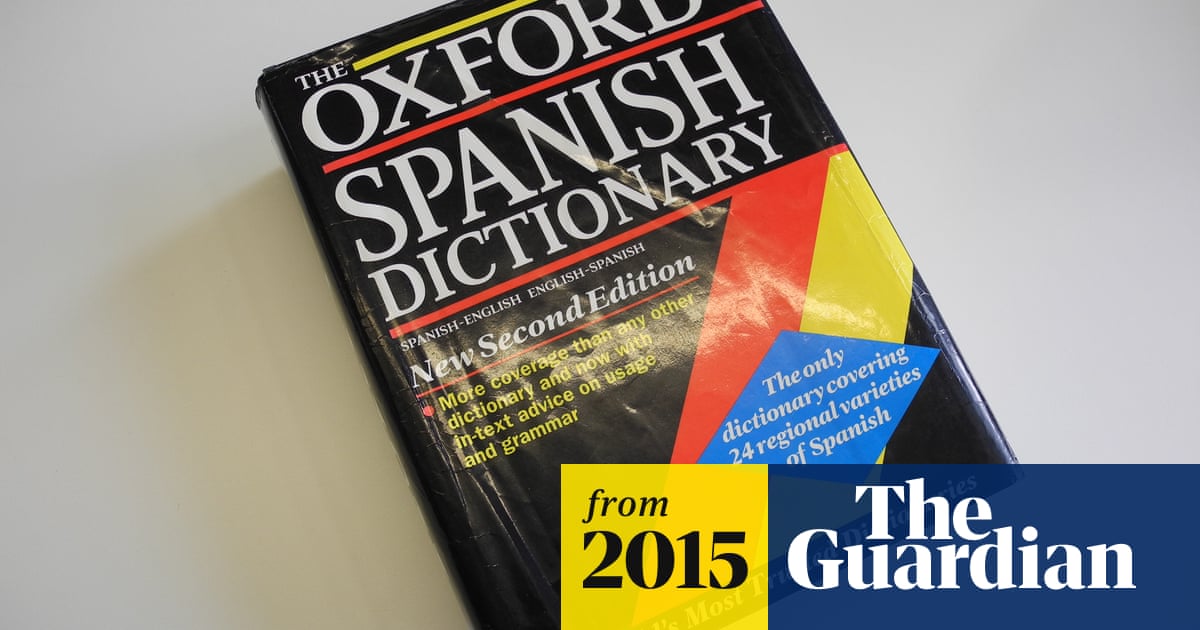 THE
OXFORD
SPANISH
DICTIONARY
SPANISH-ENGLISH ENGLISH-SPANISH
New Second Edition
More coverage than any other
dictionary and now with
in-text advice on usage
and grammar
The only
dictionary covering
24 regional varieties
of Spanish
Most
from
2015
The
Guardian